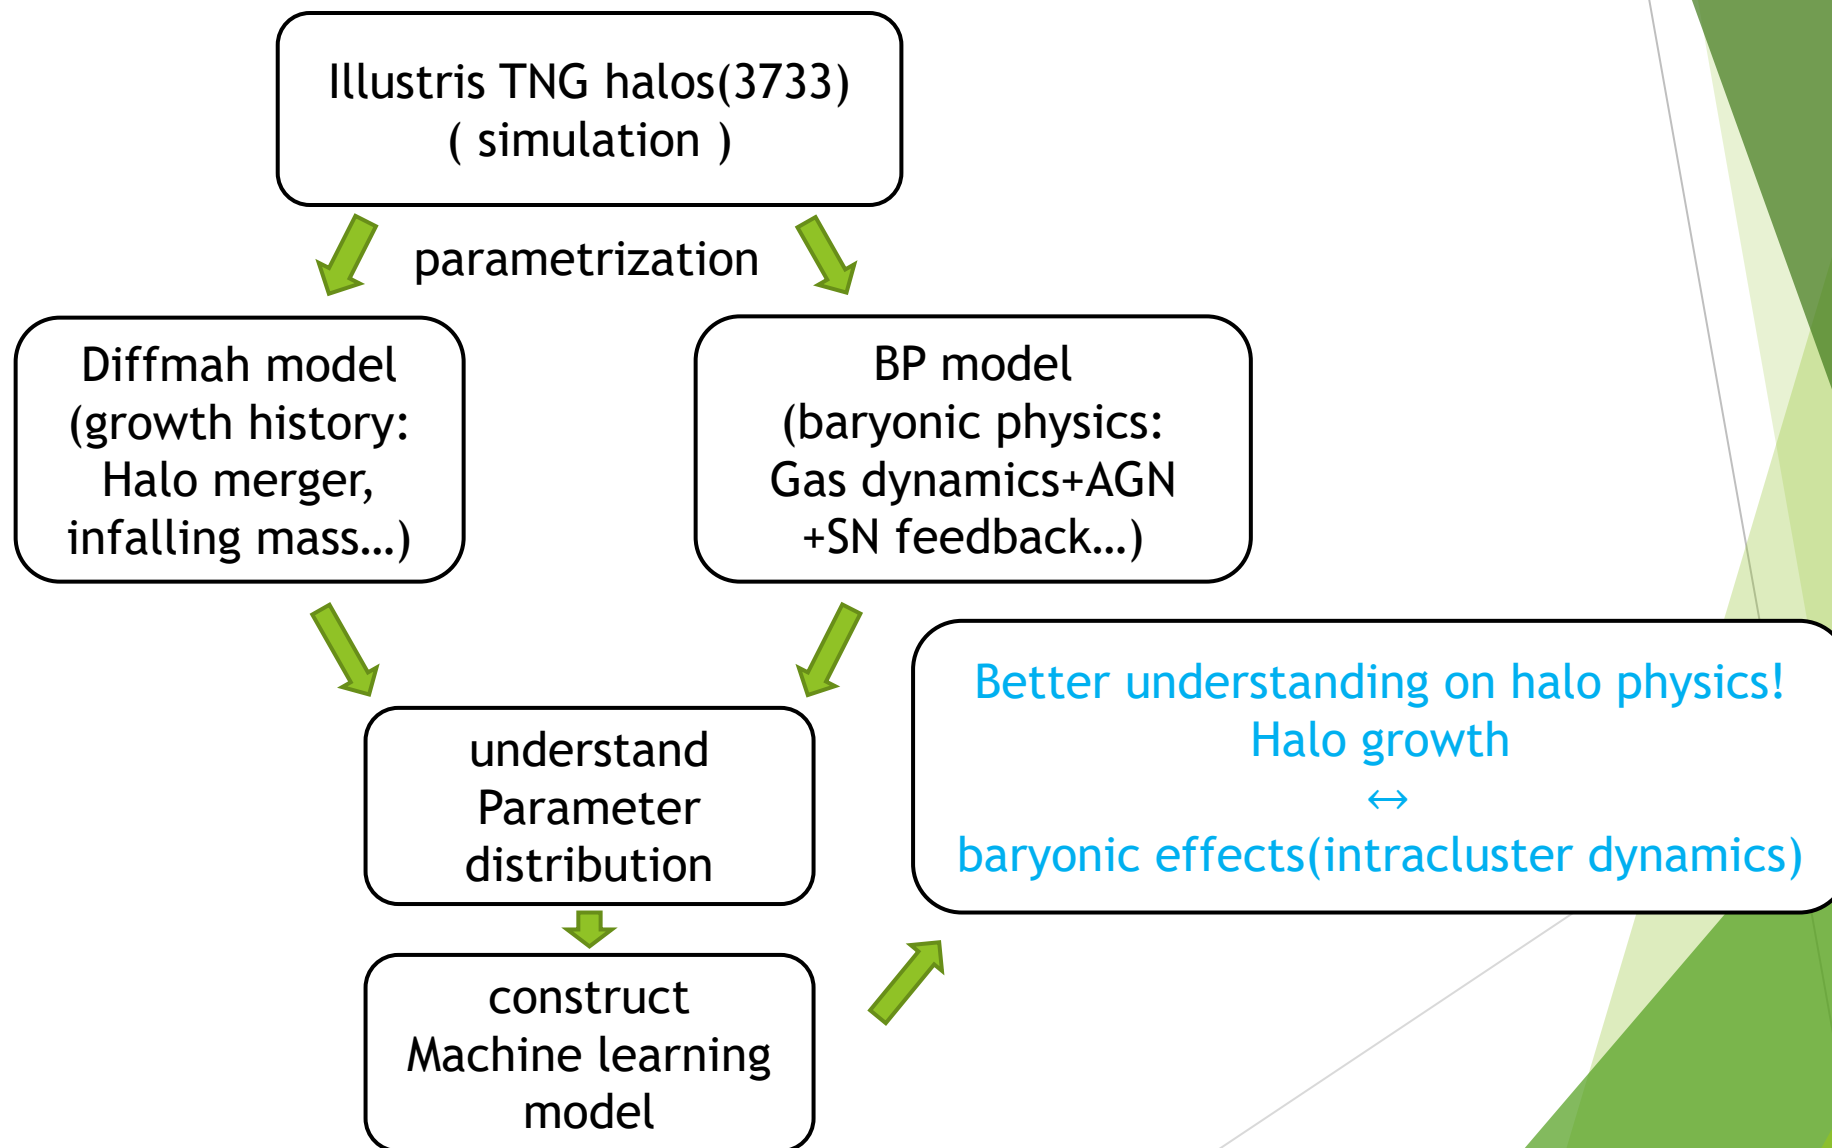 Illustris TNG halos(3733)
( simulation )
parametrization
Diffmah model
(growth history:
Halo merger,
infalling mass…)
BP model
(baryonic physics:
Gas dynamics+AGN
+SN feedback…)
understand
Parameter
distribution
construct
Machine learning
model
Better understanding on halo physics!
Halo growth
↔
baryonic effects(intracluster dynamics)